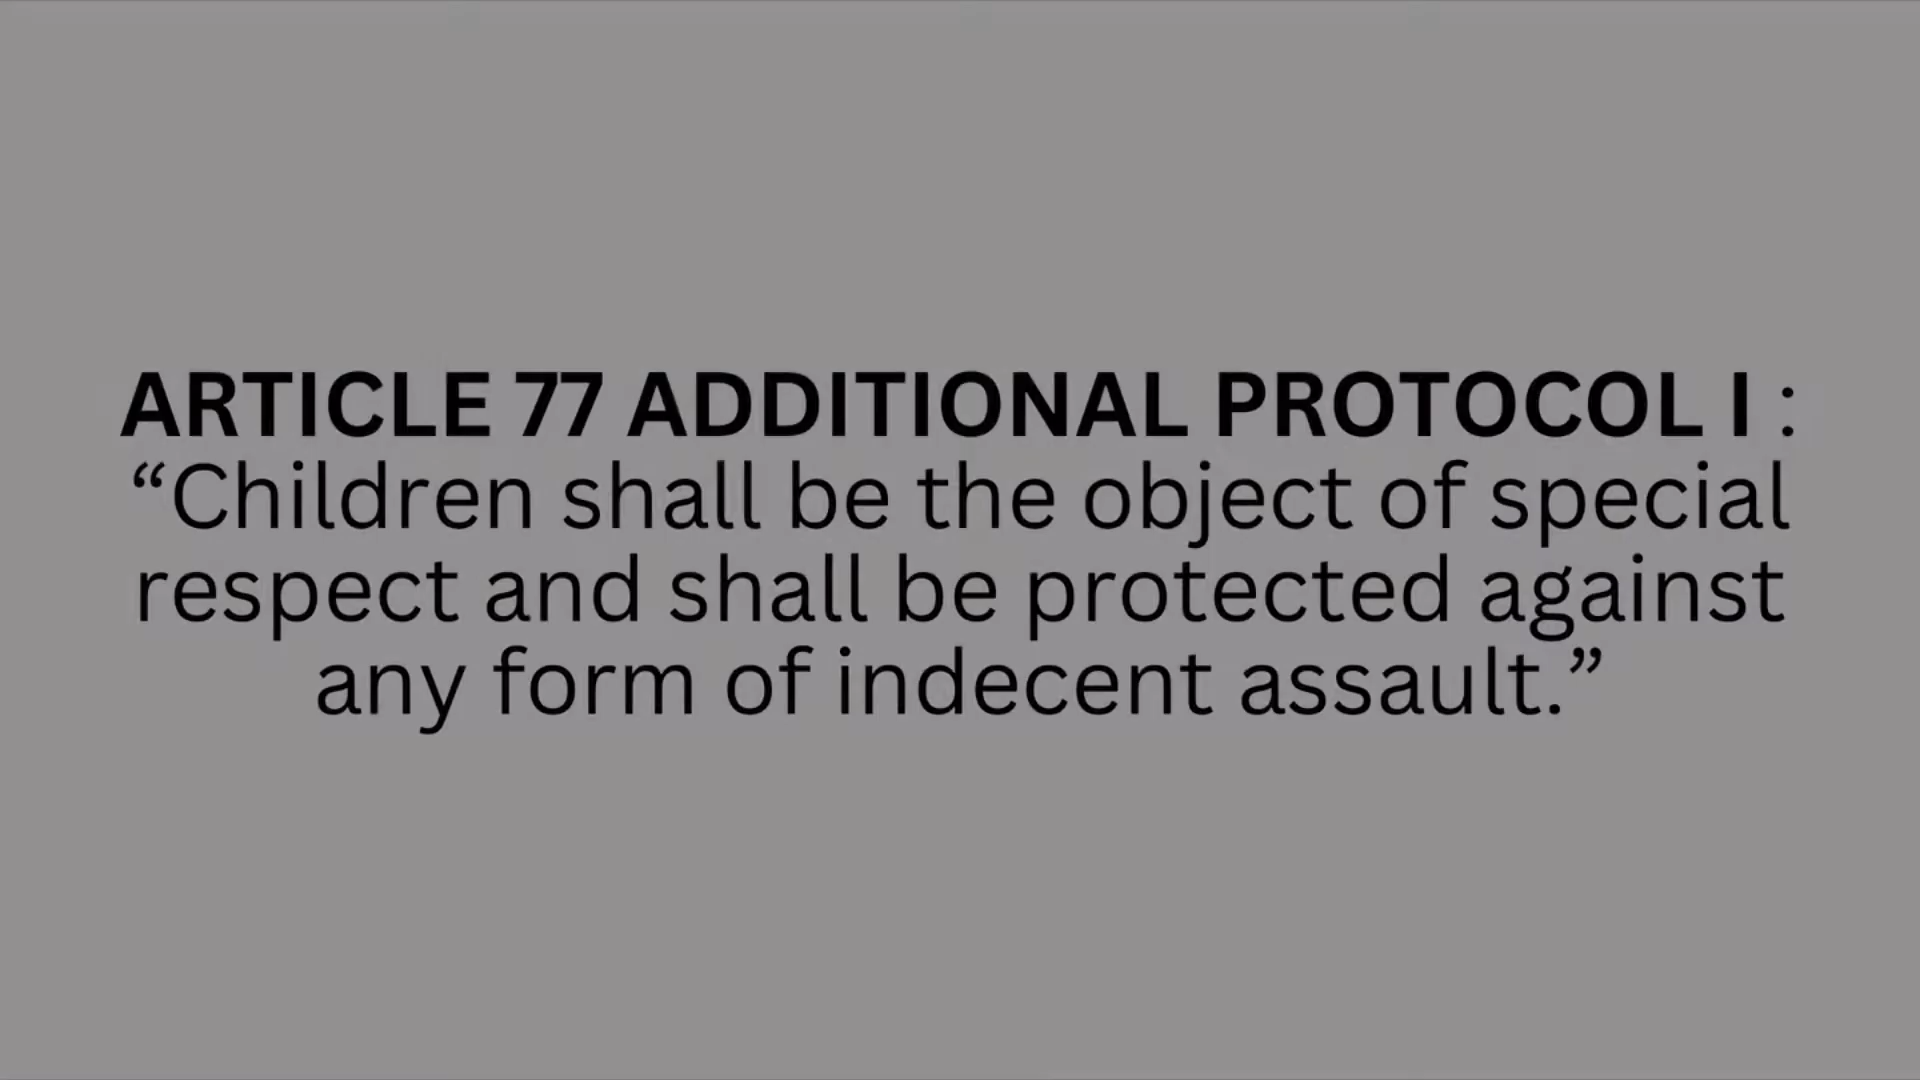 ARTICLE 77 ADDITIONAL PROTOCOL I :
“Children shall be the object of special
respect and shall be protected against
any form of indecent assault.”